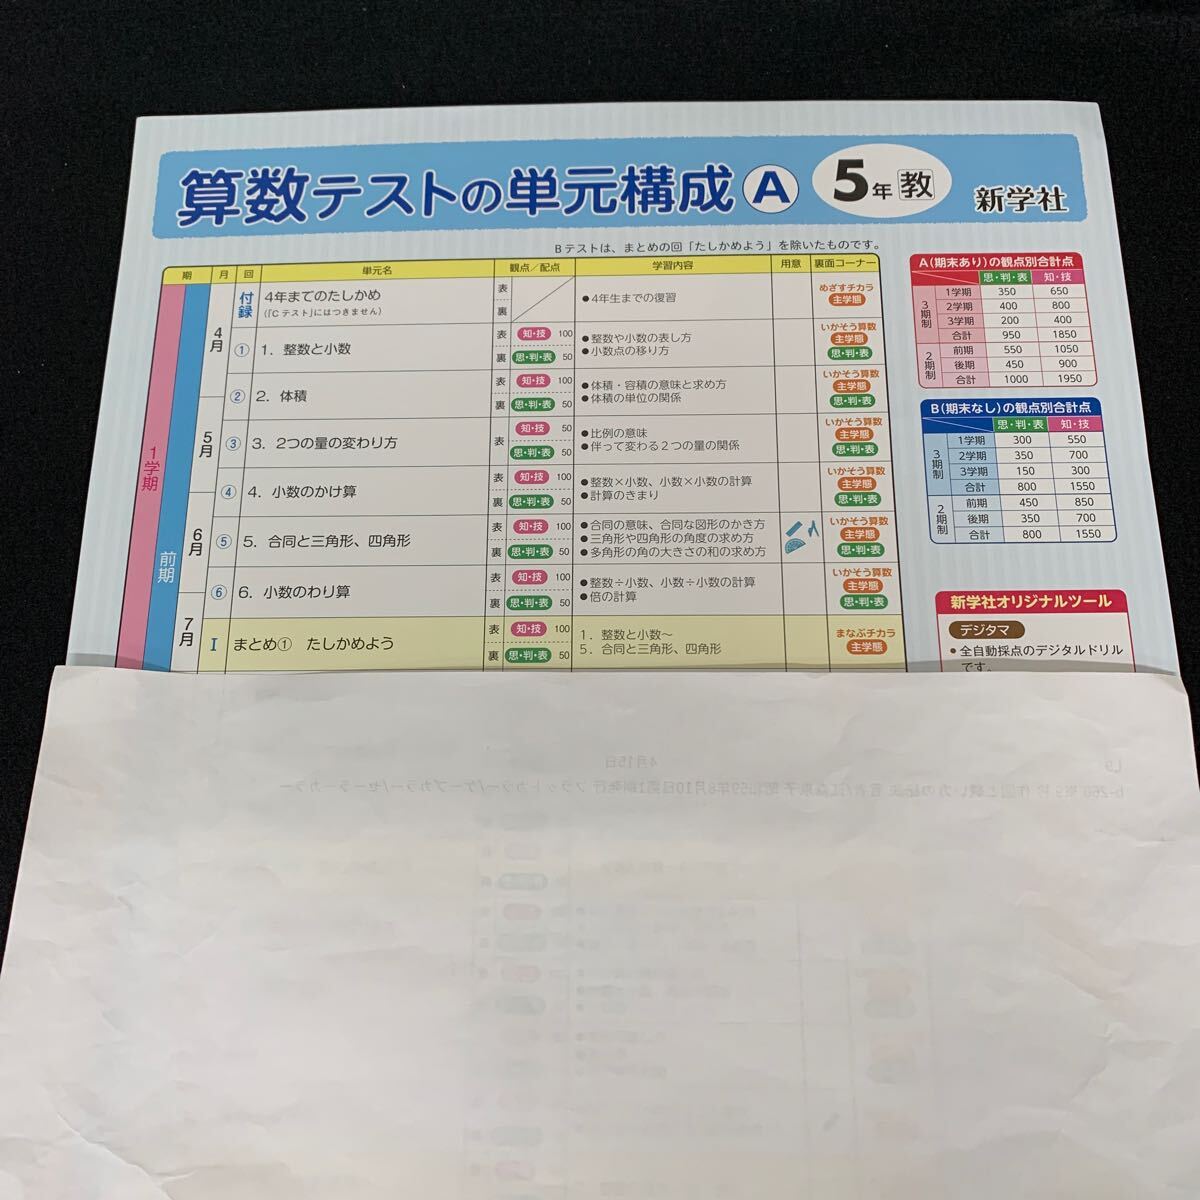 算数テストの単元構成 A 5年 教 新学社
Bテストは、まとめの回「たしかめよう」を除いたものです。
期 月 回 単元名 観点／配点 学習内容 用意 裏面コーナー
1学期
前期
4月
5月
6月
7月
付録 4年までのたしかめ 表 ●4年生までの復習 めざすチカラ
(「Cテスト」にはつきません) 裏 主学態
① 1．整数と小数 表 知・技 100 ●整数や小数の表し方 いかそう算数
裏 思・判・表 50 ●小数点の移り方 主学態
思・判・表
② 2．体積 表 知・技 100 ●体積・容積の意味と求め方 いかそう算数
裏 思・判・表 50 ●体積の単位の関係 主学態
思・判・表
③ 3．2つの量の変わり方 表 知・技 50 ●比例の意味 いかそう算数
思・判・表 50 ●伴って変わる2つの量の関係 主学態
思・判・表
④ 4．小数のかけ算 表 知・技 100 ●整数×小数、小数×小数の計算 いかそう算数
裏 思・判・表 50 ●計算のきまり 主学態
思・判・表
⑤ 5．合同と三角形、四角形 表 知・技 100 ●合同の意味、合同な図形のかき方 いかそう算数
●三角形や四角形の角度の求め方 主学態
裏 思・判・表 50 ●多角形の角の大きさの和の求め方 思・判・表
⑥ 6．小数のわり算 表 知・技 100 ●整数÷小数、小数÷小数の計算 いかそう算数
裏 思・判・表 50 ●倍の計算 主学態
思・判・表
Ⅰ まとめ① たしかめよう 表 知・技 100 1．整数と小数〜 まなぶチカラ
裏 思・判・表 50 5．合同と三角形、四角形 主学態
A(期末あり)の観点別合計点
思・判・表 知・技
3期制
1学期 350 650
2学期 400 800
3学期 200 400
合計 950 1850
2期制
前期 550 1050
後期 450 900
合計 1000 1950
B(期末なし)の観点別合計点
思・判・表 知・技
3期制
1学期 300 550
2学期 350 700
3学期 150 300
合計 800 1550
2期制
前期 450 850
後期 350 700
合計 800 1550
新学社オリジナルツール
デジタマ
●全自動採点のデジタルドリル
です。
4月15日